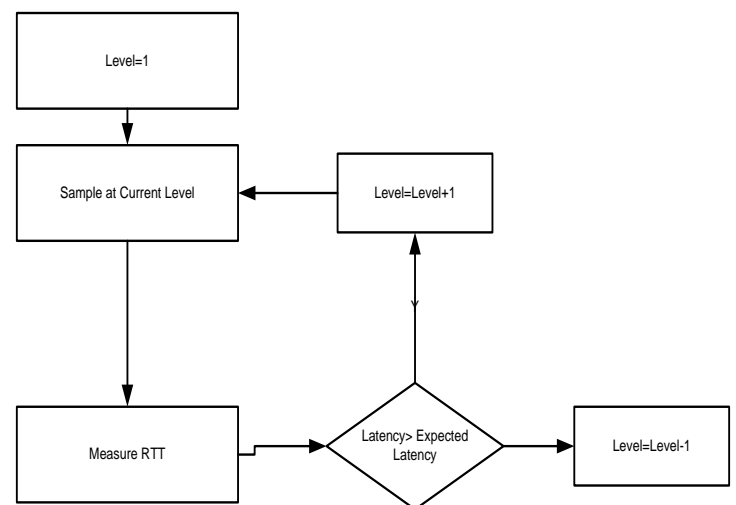 Level=1
Sample at Current Level
Level=Level+1
Measure RTT
Latency> Expected
Latency
Level=Level-1